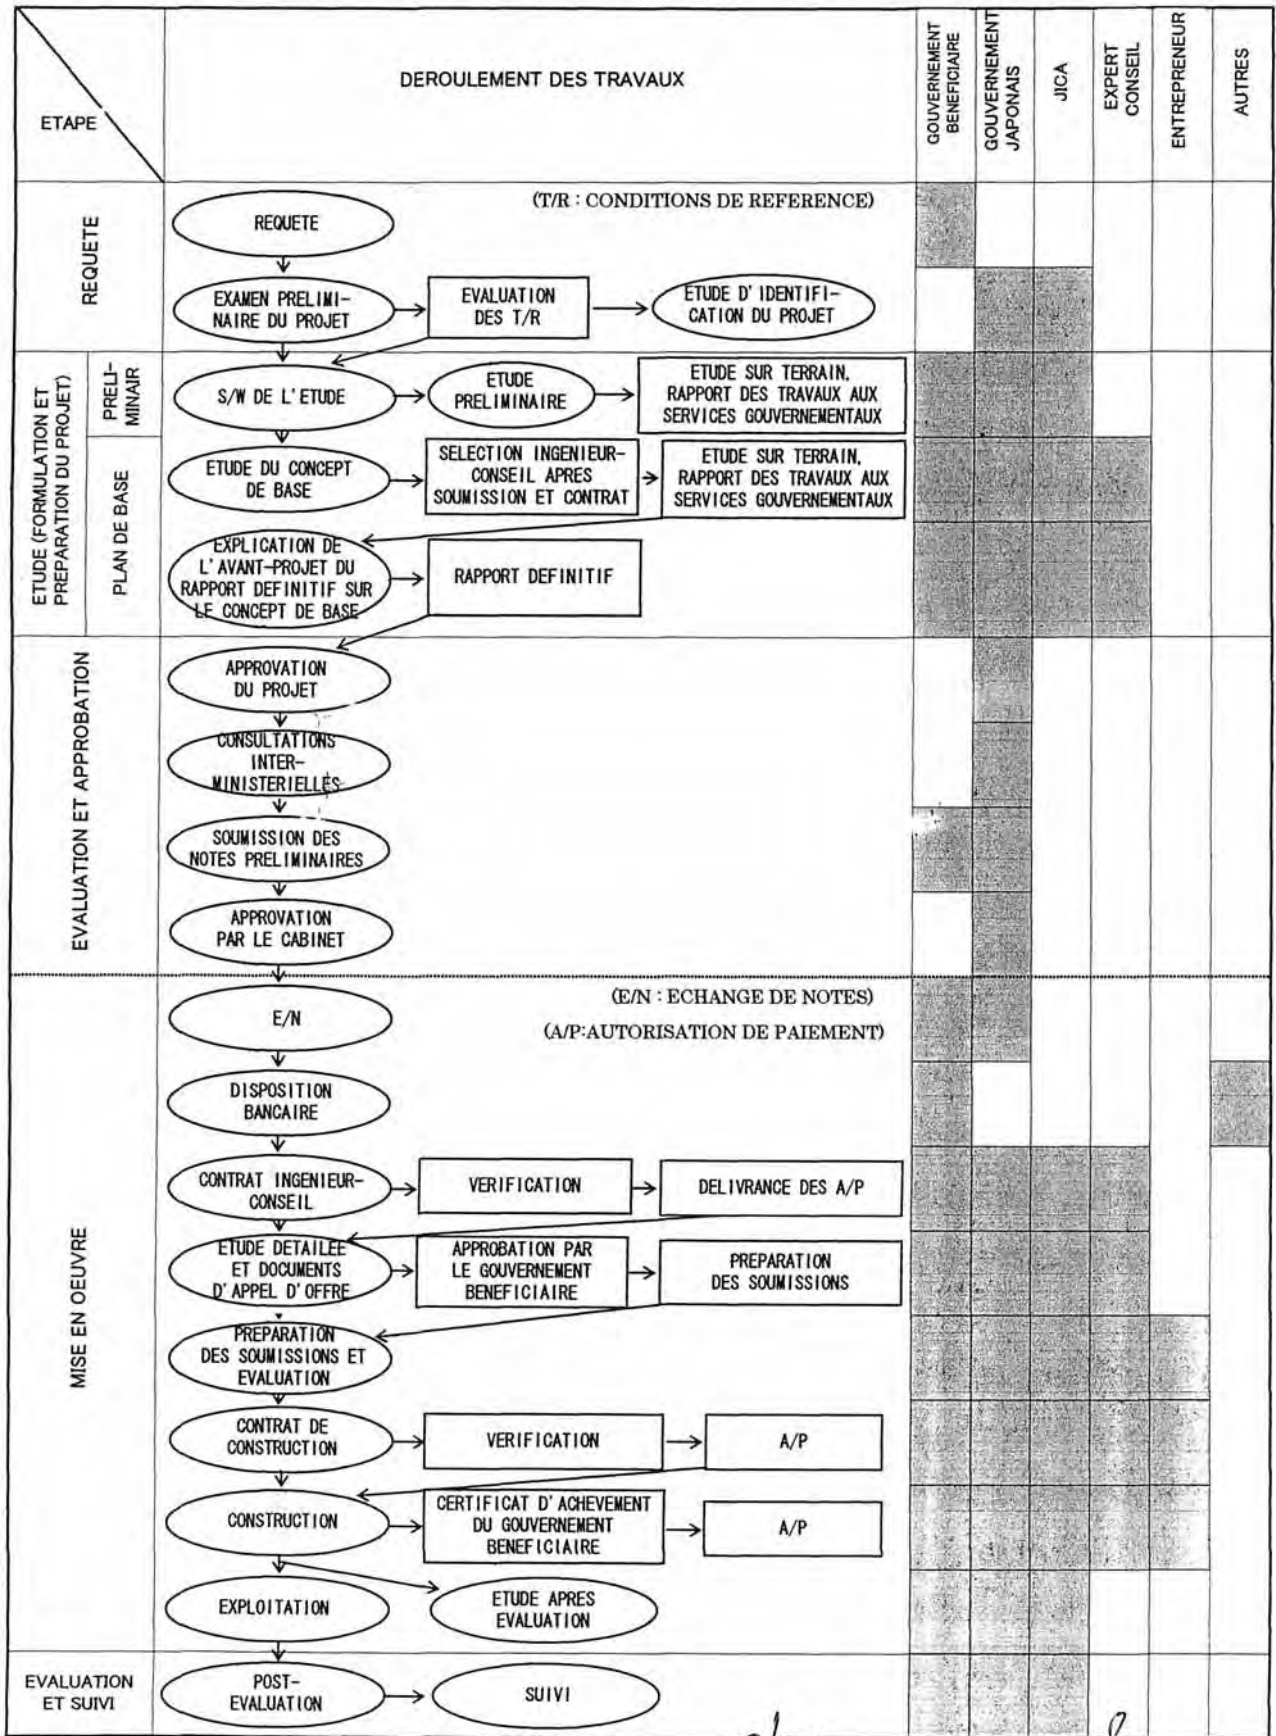 ETAPE
DEROULEMENT DES TRAVAUX
GOUVERNEMENT
BENEFICIAIRE
GOUVERNEMENT
JAPONAIS
JICA
EXPERT
CONSEIL
ENTREPRENEUR
AUTRES
REQUETE
(T/R : CONDITIONS DE REFERENCE)
REQUETE
EXAMEN PRELIMI-
NAIRE DU PROJET
EVALUATION
DES T/R
ETUDE D'IDENTIFI-
CATION DU PROJET
ETUDE (FORMULATION ET
PREPARATION DU PROJET)
PRELI-
MINAIR
S/W DE L'ETUDE
ETUDE
PRELIMINAIRE
ETUDE SUR TERRAIN,
RAPPORT DES TRAVAUX AUX
SERVICES GOUVERNEMENTAUX
PLAN DE BASE
ETUDE DU CONCEPT
DE BASE
SELECTION INGENIEUR-
CONSEIL APRES
SOUMISSION ET CONTRAT
ETUDE SUR TERRAIN,
RAPPORT DES TRAVAUX AUX
SERVICES GOUVERNEMENTAUX
EXPLICATION DE
L'AVANT-PROJET DU
RAPPORT DEFINITIF SUR
LE CONCEPT DE BASE
RAPPORT DEFINITIF
EVALUATION ET APPROBATION
APPROVATION
DU PROJET
CONSULTATIONS
INTER-
MINISTERIELLES
SOUMISSION DES
NOTES PRELIMINAIRES
APPROVATION
PAR LE CABINET
MISE EN OEUVRE
E/N
(E/N : ECHANGE DE NOTES)
(A/P:AUTORISATION DE PAIEMENT)
DISPOSITION
BANCAIRE
CONTRAT INGENIEUR-
CONSEIL
VERIFICATION
DELIVRANCE DES A/P
ETUDE DETAILEE
ET DOCUMENTS
D'APPEL D'OFFRE
APPROBATION PAR
LE GOUVERNEMENT
BENEFICIAIRE
PREPARATION
DES SOUMISSIONS
PREPARATION
DES SOUMISSIONS ET
EVALUATION
CONTRAT DE
CONSTRUCTION
VERIFICATION
A/P
CONSTRUCTION
CERTIFICAT D'ACHEVEMENT
DU GOUVERNEMENT
BENEFICIAIRE
A/P
EXPLOITATION
ETUDE APRES
EVALUATION
EVALUATION
ET SUIVI
POST-
EVALUATION
SUIVI